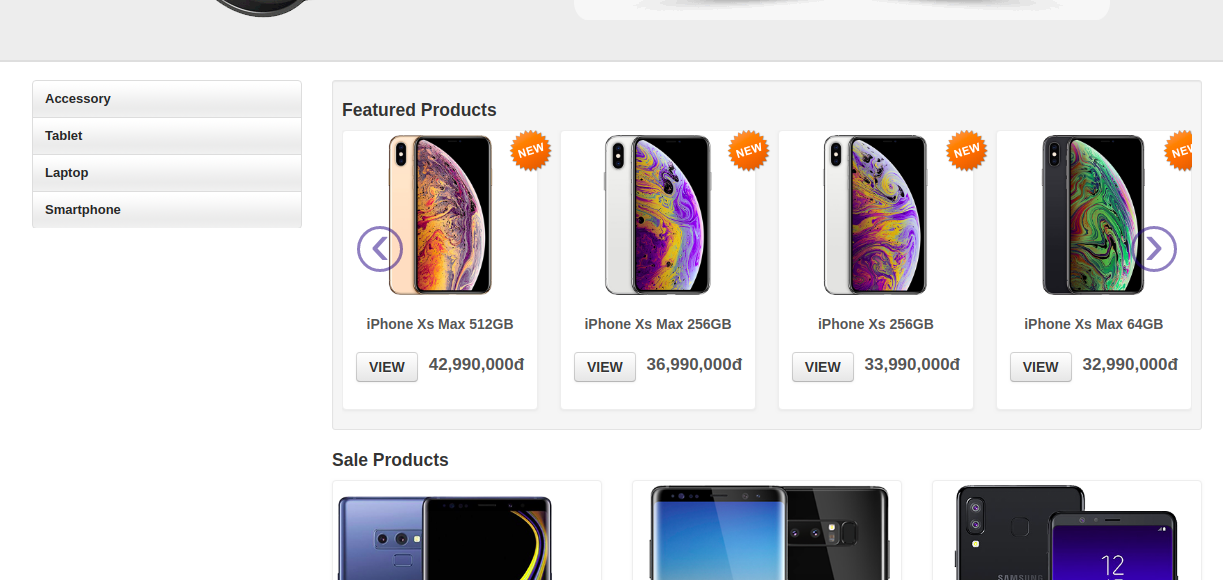 Accessory
Tablet
Laptop
Smartphone
Featured Products
NEW
NEW
NEW
NEW
iPhone Xs Max 512GB
iPhone Xs Max 256GB
iPhone Xs 256GB
iPhone Xs Max 64GB
VIEW 42,990,000đ
VIEW 36,990,000đ
VIEW 33,990,000đ
VIEW 32,990,000đ
Sale Products
SAMSUNG
12